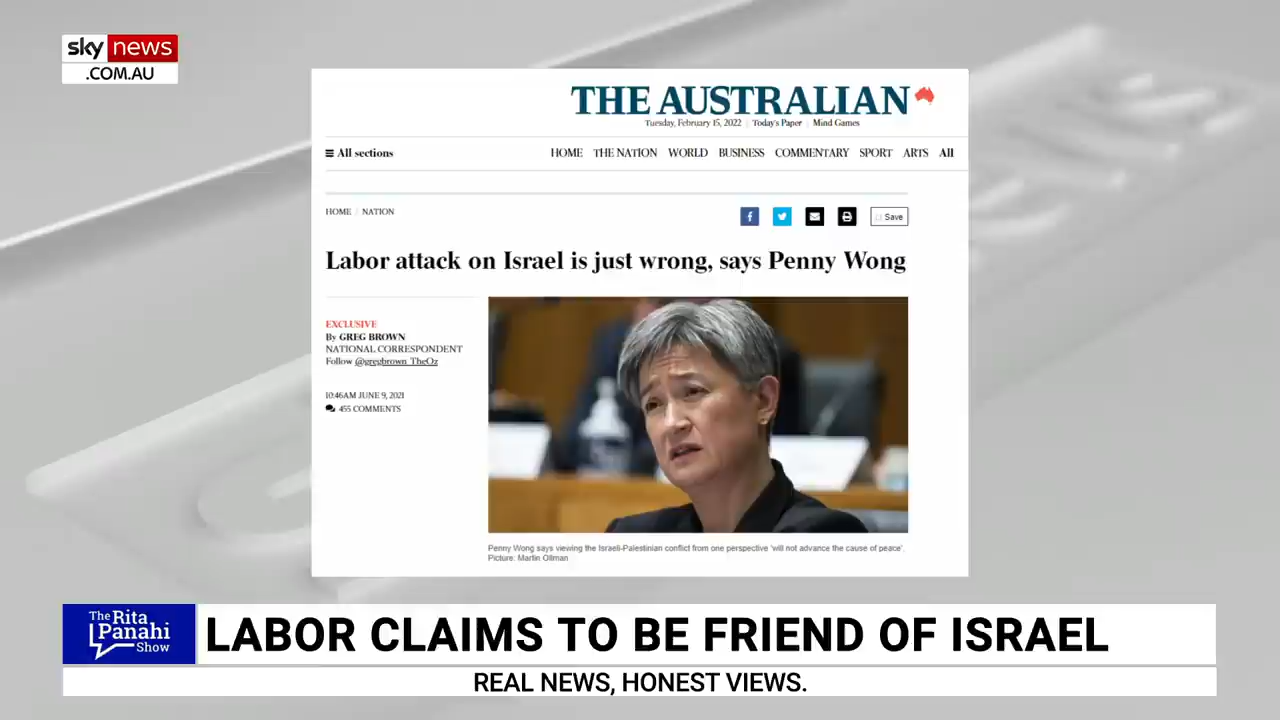 sky news
.COM.AU
THE AUSTRALIAN
Tuesday, February 15, 2022 | Today's Paper | Mind Games
All sections
HOME THE NATION WORLD BUSINESS COMMENTARY SPORT ARTS All
HOME / NATION
f Save
Labor attack on Israel is just wrong, says Penny Wong
EXCLUSIVE
By GREG BROWN
NATIONAL CORRESPONDENT
Follow @gregbrown_TheOz
10:46AM JUNE 9, 2021
455 COMMENTS
Penny Wong says viewing the Israeli-Palestinian conflict from one perspective 'will not advance the cause of peace'.
Picture: Martin Ollman
The Rita Panahi Show
LABOR CLAIMS TO BE FRIEND OF ISRAEL
REAL NEWS, HONEST VIEWS.